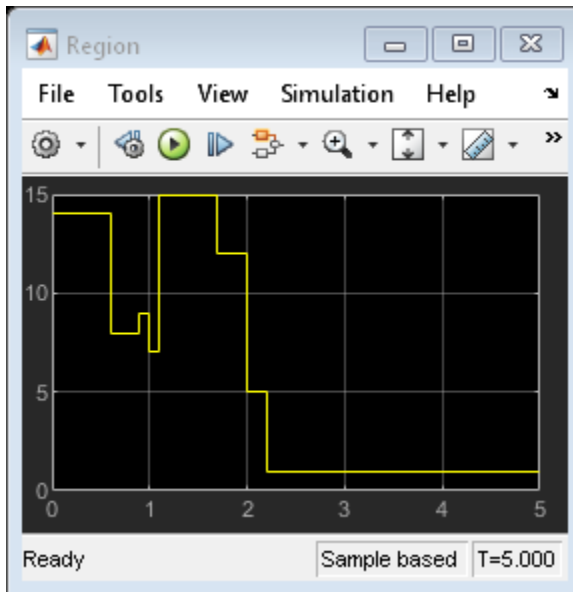 Region
File Tools View Simulation Help
15
10
5
0
0 1 2 3 4 5
Ready Sample based T=5.000